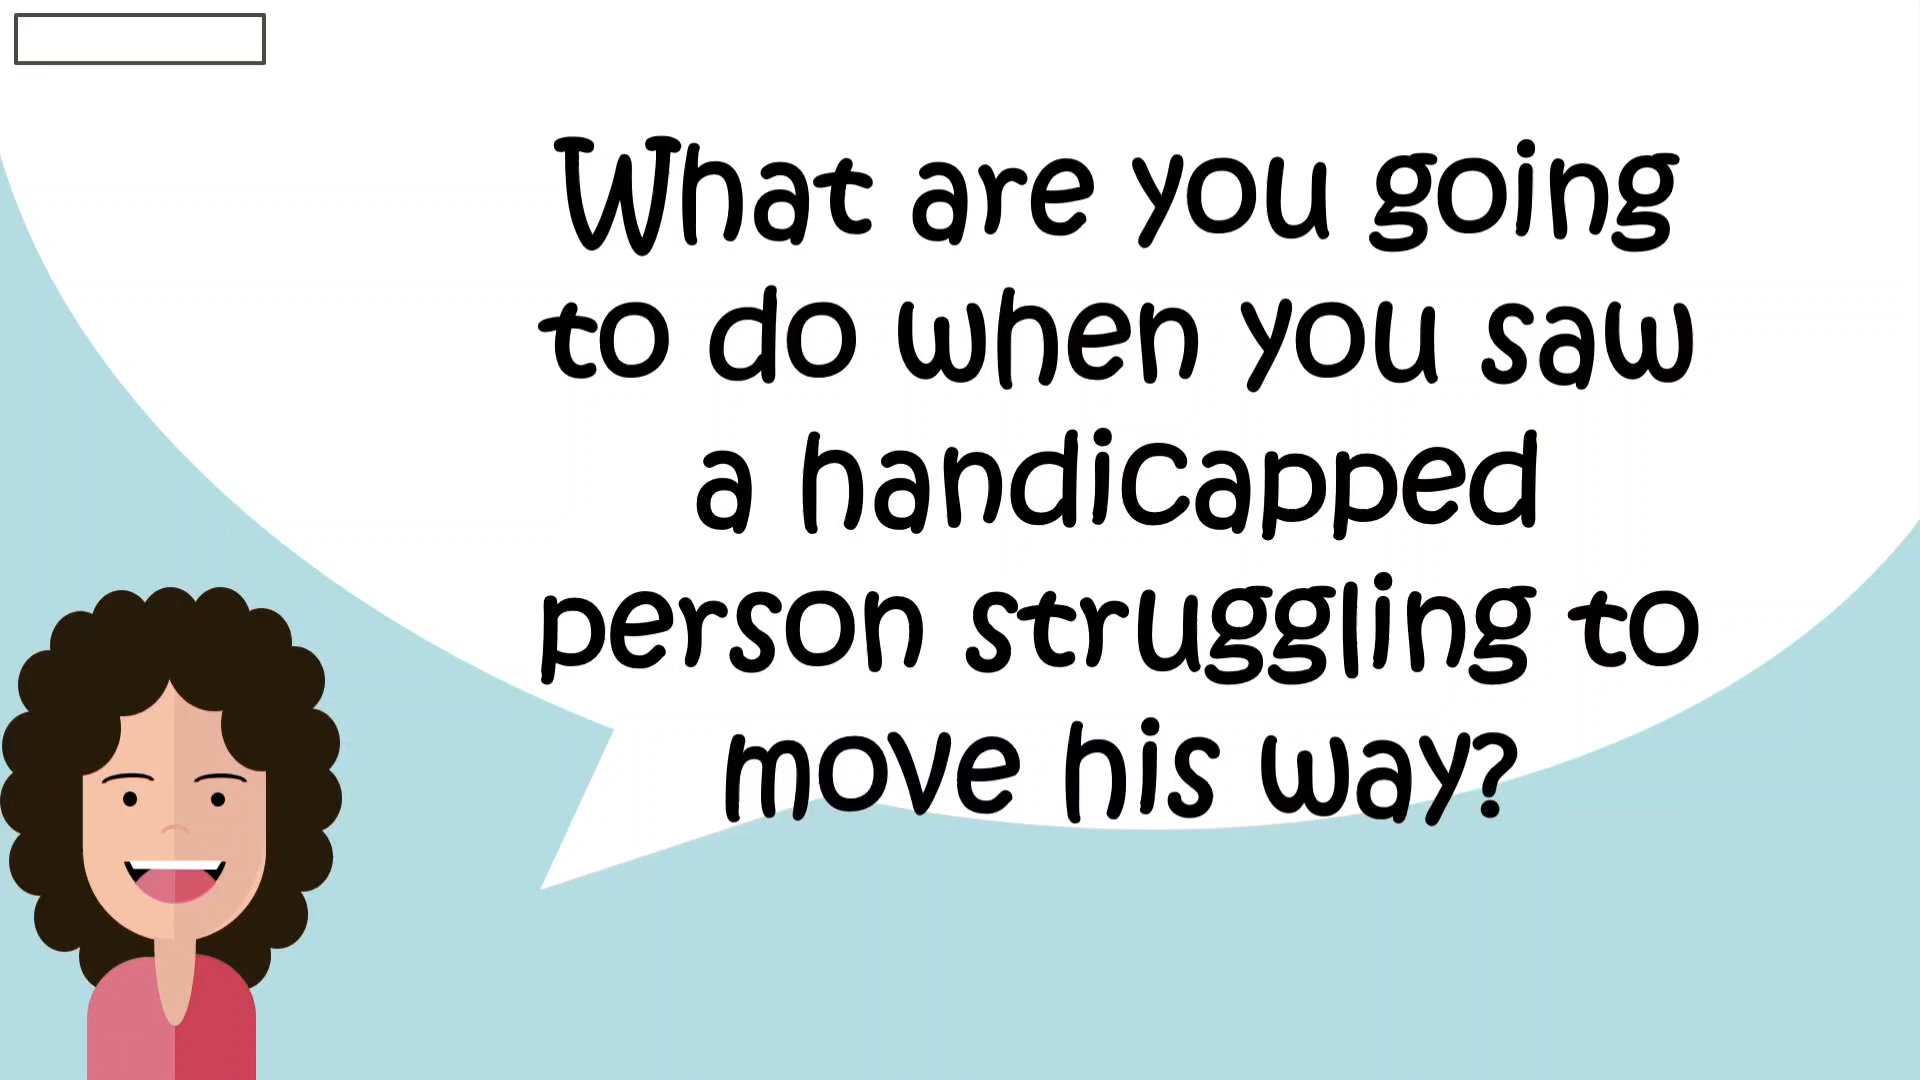 What are you going
to do when you saw
a handicapped
person struggling to
move his way?